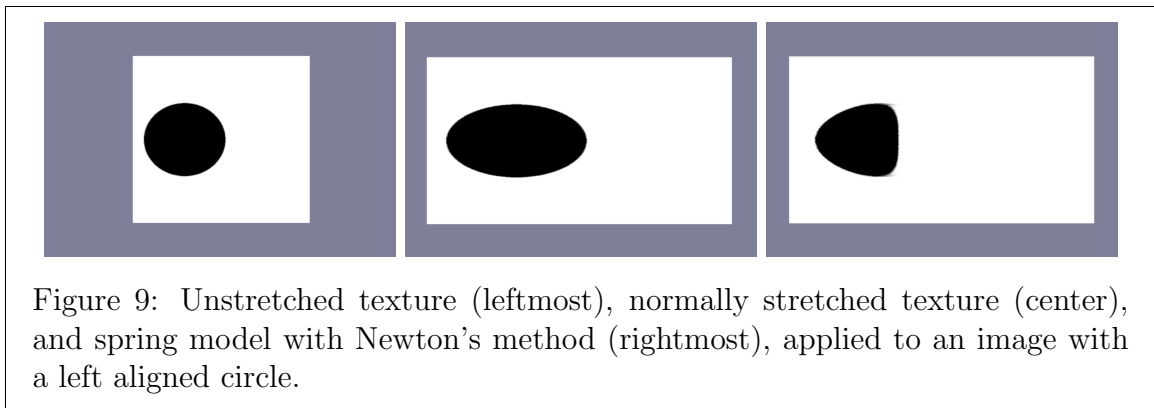 Figure 9: Unstretched texture (leftmost), normally stretched texture (center),
and spring model with Newton's method (rightmost), applied to an image with
a left aligned circle.